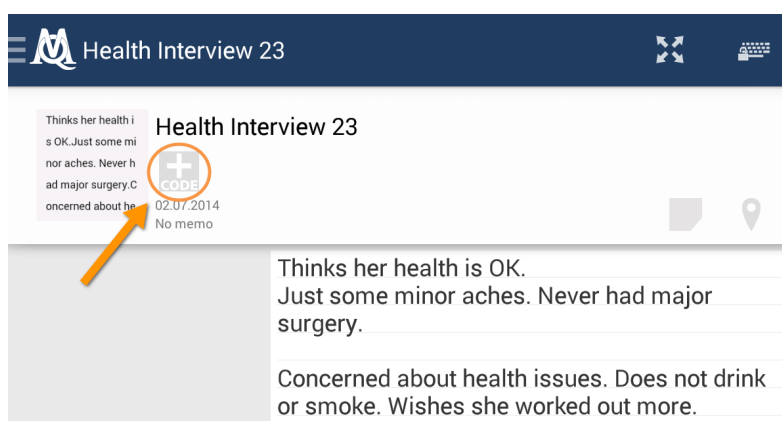 Health Interview 23
Thinks her health i
s OK.Just some mi
nor aches. Never h
ad major surgery.C
oncerned about he
Health Interview 23
CODE
02.07.2014
No memo
Thinks her health is OK.
Just some minor aches. Never had major
surgery.
Concerned about health issues. Does not drink
or smoke. Wishes she worked out more.